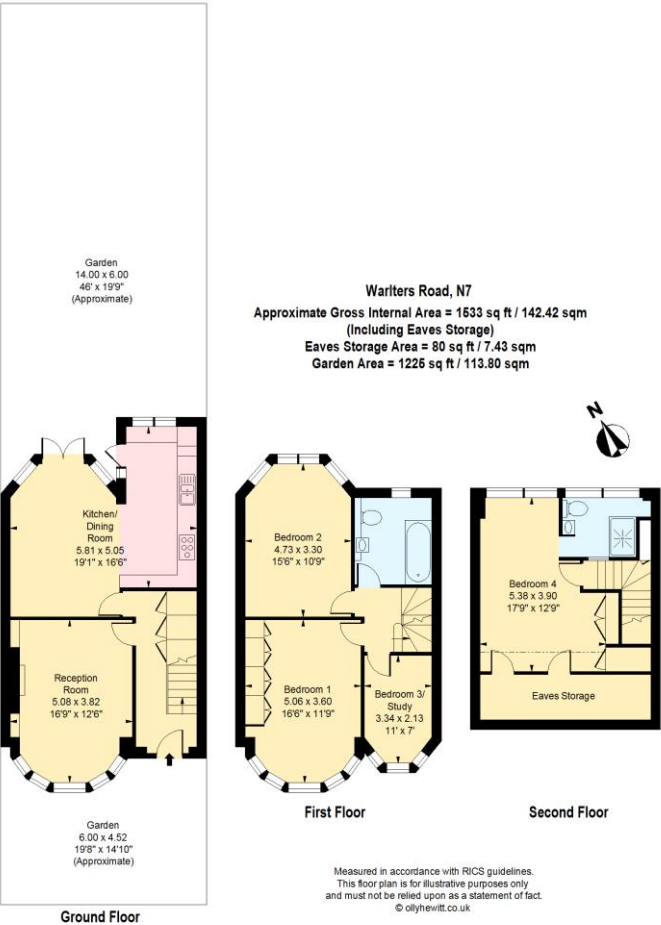 Garden
14.00 x 6.00
46' x 19'9"
(Approximate)
Warlters Road, N7
Approximate Gross Internal Area = 1533 sq ft / 142.42 sqm
(Including Eaves Storage)
Eaves Storage Area = 80 sq ft / 7.43 sqm
Garden Area = 1225 sq ft / 113.80 sqm
N
Kitchen/
Dining
Room
5.81 x 5.05
19'1" x 16'6"
Reception
Room
5.08 x 3.82
16'9" x 12'6"
Garden
6.00 x 4.52
19'8" x 14'10"
(Approximate)
Ground Floor
Bedroom 2
4.73 x 3.30
15'6" x 10'9"
Bedroom 1
5.06 x 3.60
16'6" x 11'9"
Bedroom 3/
Study
3.34 x 2.13
11' x 7'
First Floor
Bedroom 4
5.38 x 3.90
17'9" x 12'9"
Eaves Storage
Second Floor
Measured in accordance with RICS guidelines.
This floor plan is for illustrative purposes only
and must not be relied upon as a statement of fact.
© ollyhewitt.co.uk